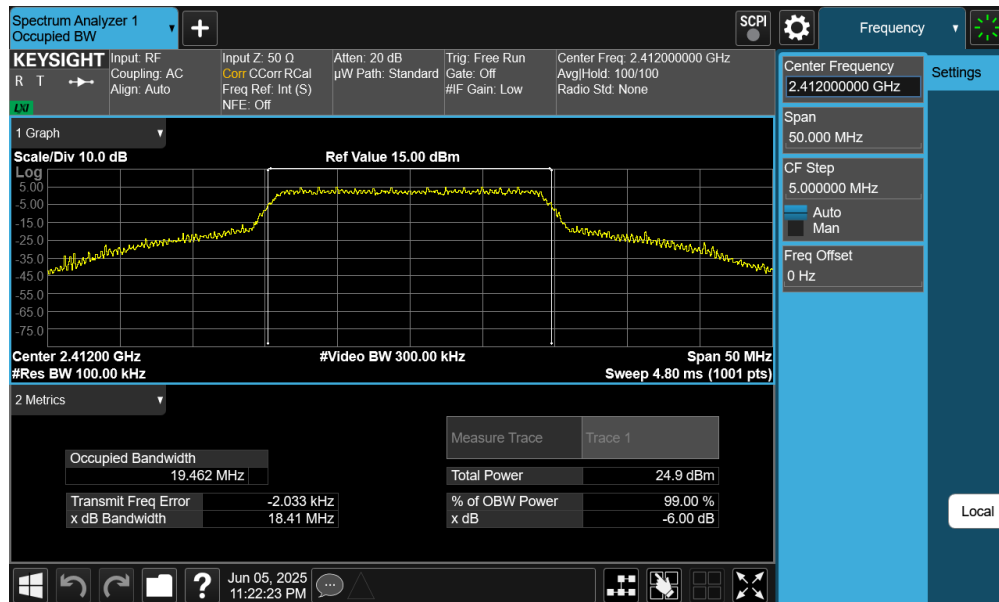 Spectrum Analyzer 1
Occupied BW
+
SCPI
Frequency
KEYSIGHT
R T
LXI
Input: RF
Coupling: AC
Align: Auto
Input Z: 50 Ω
Corr CCorr RCal
Freq Ref: Int (S)
NFE: Off
Atten: 20 dB
µW Path: Standard
Trig: Free Run
Gate: Off
#IF Gain: Low
Center Freq: 2.412000000 GHz
Avg|Hold: 100/100
Radio Std: None
Center Frequency
2.412000000 GHz
Settings
Span
50.000 MHz
CF Step
5.000000 MHz
Auto
Man
Freq Offset
0 Hz
Local
1 Graph
Scale/Div 10.0 dB
Ref Value 15.00 dBm
Log
5.00
-5.00
-15.0
-25.0
-35.0
-45.0
-55.0
-65.0
-75.0
Center 2.41200 GHz
#Video BW 300.00 kHz
Span 50 MHz
#Res BW 100.00 kHz
Sweep 4.80 ms (1001 pts)
2 Metrics
Measure Trace
Trace 1
Occupied Bandwidth
19.462 MHz
Total Power
24.9 dBm
Transmit Freq Error
-2.033 kHz
% of OBW Power
99.00 %
x dB Bandwidth
18.41 MHz
x dB
-6.00 dB
?
Jun 05, 2025
11:22:23 PM